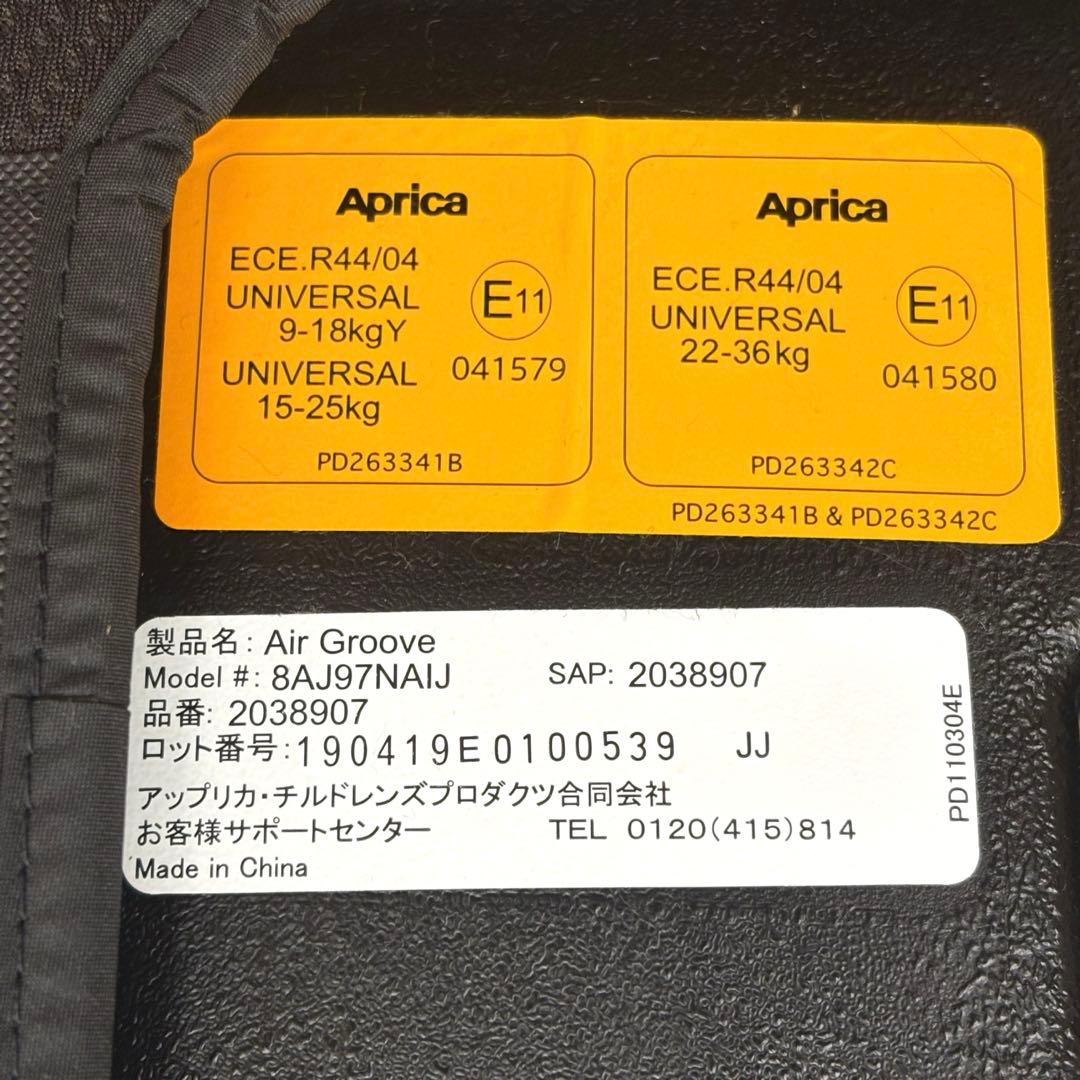 Aprica
ECE.R44/04
UNIVERSAL
9-18kgY
UNIVERSAL
15-25kg
E11
041579
PD263341B
Aprica
ECE.R44/04
UNIVERSAL
22-36kg
E11
041580
PD263342C
PD263341B & PD263342C
製品名: Air Groove
Model #: 8AJ97NAIJ SAP: 2038907
品番: 2038907
ロット番号:190419E0100539 JJ
アップリカ・チルドレンズプロダクツ合同会社
お客様サポートセンター TEL 0120(415)814
Made in China
PD110304E